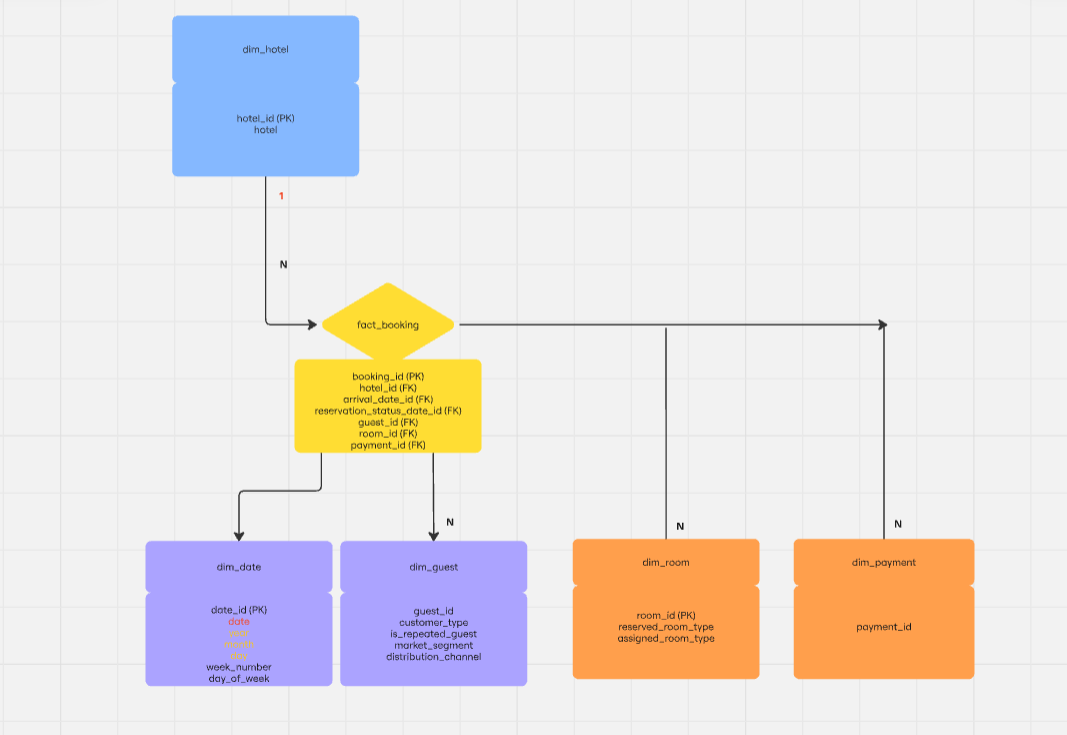 dim_hotel
hotel_id (PK)
hotel
1
N
fact_booking
booking_id (PK)
hotel_id (FK)
arrival_date_id (FK)
reservation_status_date_id (FK)
guest_id (FK)
room_id (FK)
payment_id (FK)
N
N
N
dim_date
date_id (PK)
date
month
day
week_number
day_of_week
dim_guest
guest_id
customer_type
is_repeated_guest
market_segment
distribution_channel
dim_room
room_id (PK)
reserved_room_type
assigned_room_type
dim_payment
payment_id